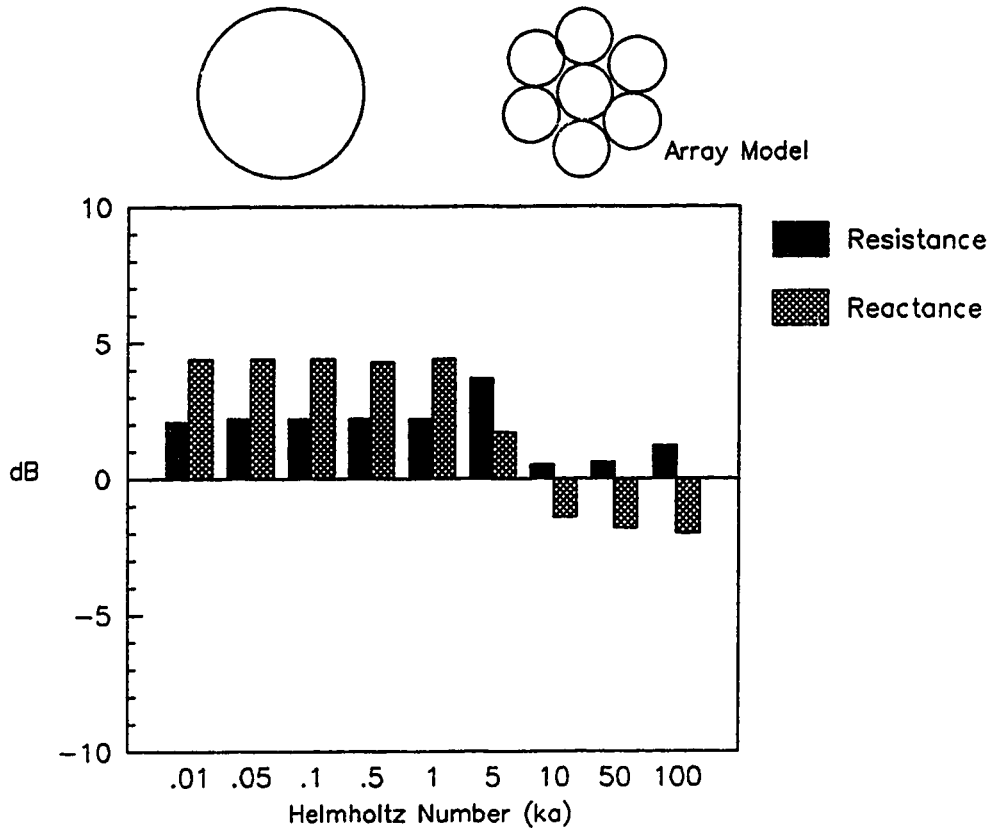 Array Model
10
5
0
−5
−10
dB
Resistance
Reactance
.01 .05 .1 .5 1 5 10 50 100
Helmholtz Number (ka)